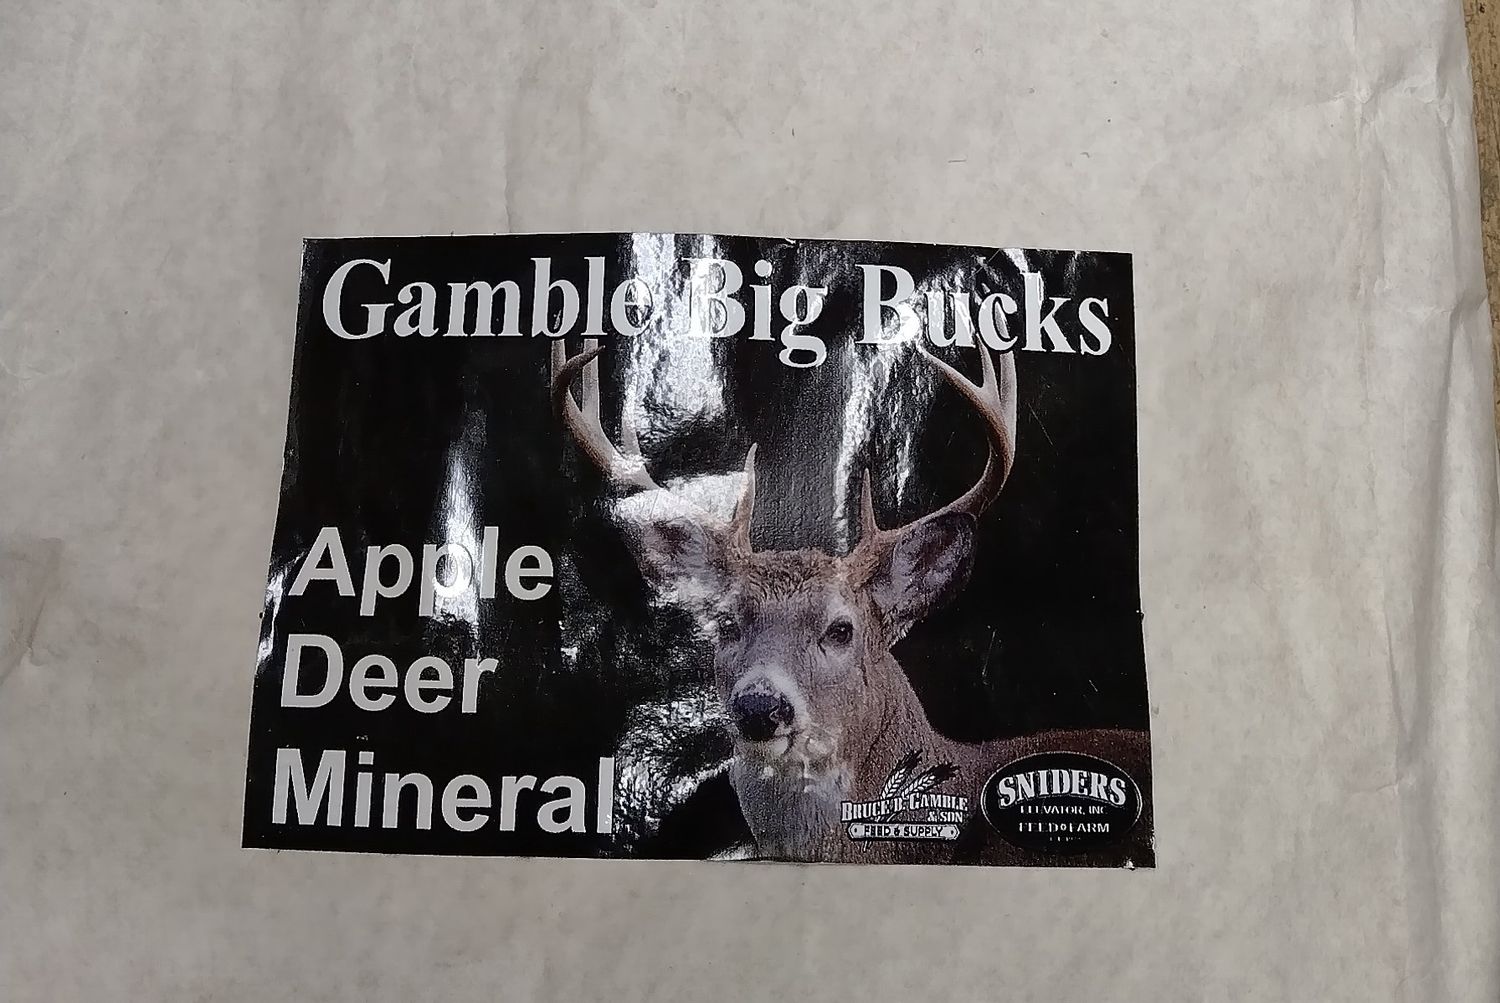 Gamble Big Bucks
Apple
Deer
Mineral
BRUCE D. GAMBLE
& SON
FEED & SUPPLY
SNIDERS
ELEVATOR, INC
FEED & FARM